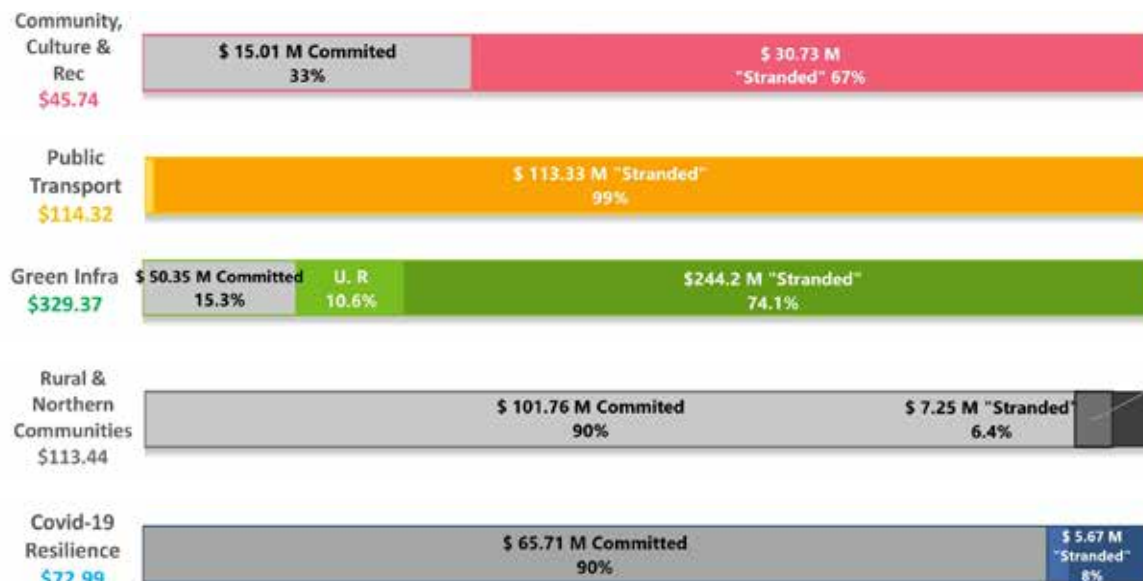 Community,
Culture &
Rec
$45.74
$ 15.01 M Commited
33%
$ 30.73 M
"Stranded" 67%
Public
Transport
$114.32
$ 113.33 M "Stranded"
99%
Green Infra
$329.37
$ 50.35 M Committed
15.3%
U. R
10.6%
$244.2 M "Stranded"
74.1%
Rural &
Northern
Communities
$113.44
$ 101.76 M Commited
90%
$ 7.25 M "Stranded"
6.4%
Covid-19
Resilience
$72.99
$ 65.71 M Committed
90%
$ 5.67 M
"Stranded"
8%